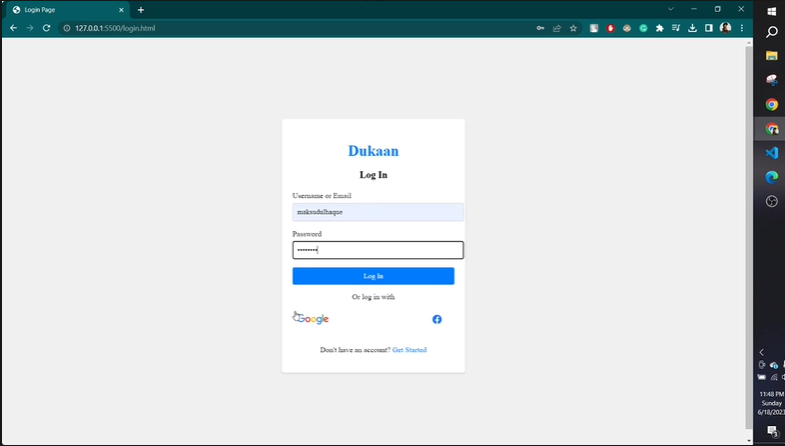 Login Page
127.0.0.1:5500/login.html
Dukaan
Log In
Username or Email
maksudulhaque
Password
Log In
Or log in with
Google
Don't have an account? Get Started
11:48 PM
Sunday
6/18/2023